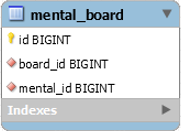 mental_board
id BIGINT
board_id BIGINT
mental_id BIGINT
Indexes